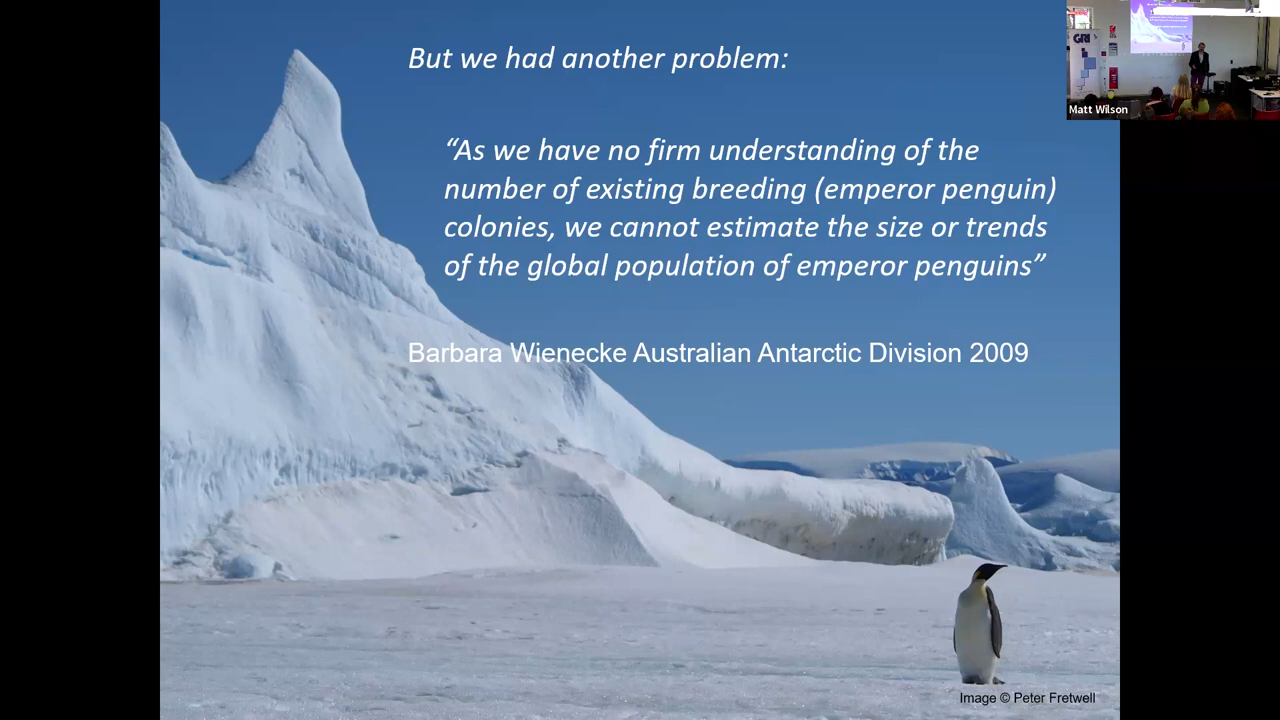 But we had another problem:
“As we have no firm understanding of the
number of existing breeding (emperor penguin)
colonies, we cannot estimate the size or trends
of the global population of emperor penguins”
Barbara Wienecke Australian Antarctic Division 2009
Image © Peter Fretwell
GRI
Matt Wilson